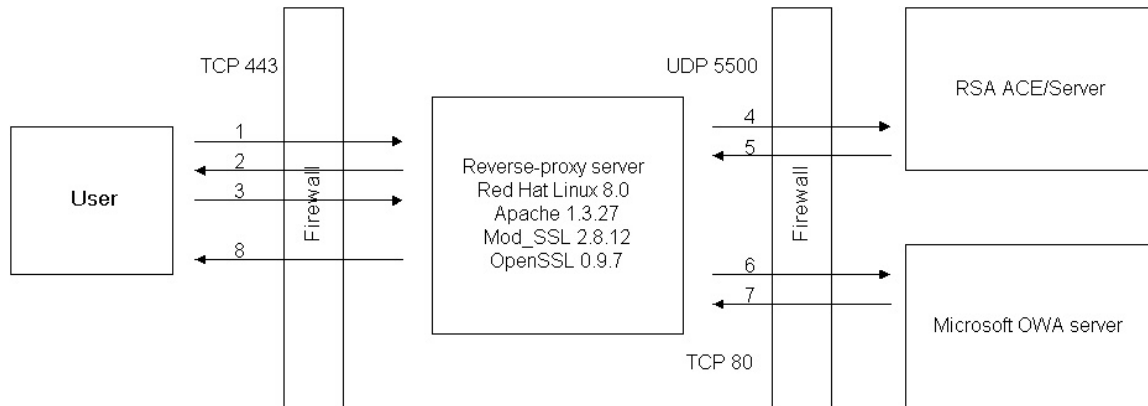 TCP 443
UDP 5500
RSA ACE/Server
1
2
3
8
User
Firewall
Reverse-proxy server
Red Hat Linux 8.0
Apache 1.3.27
Mod_SSL 2.8.12
OpenSSL 0.9.7
4
5
6
7
Firewall
Microsoft OWA server
TCP 80